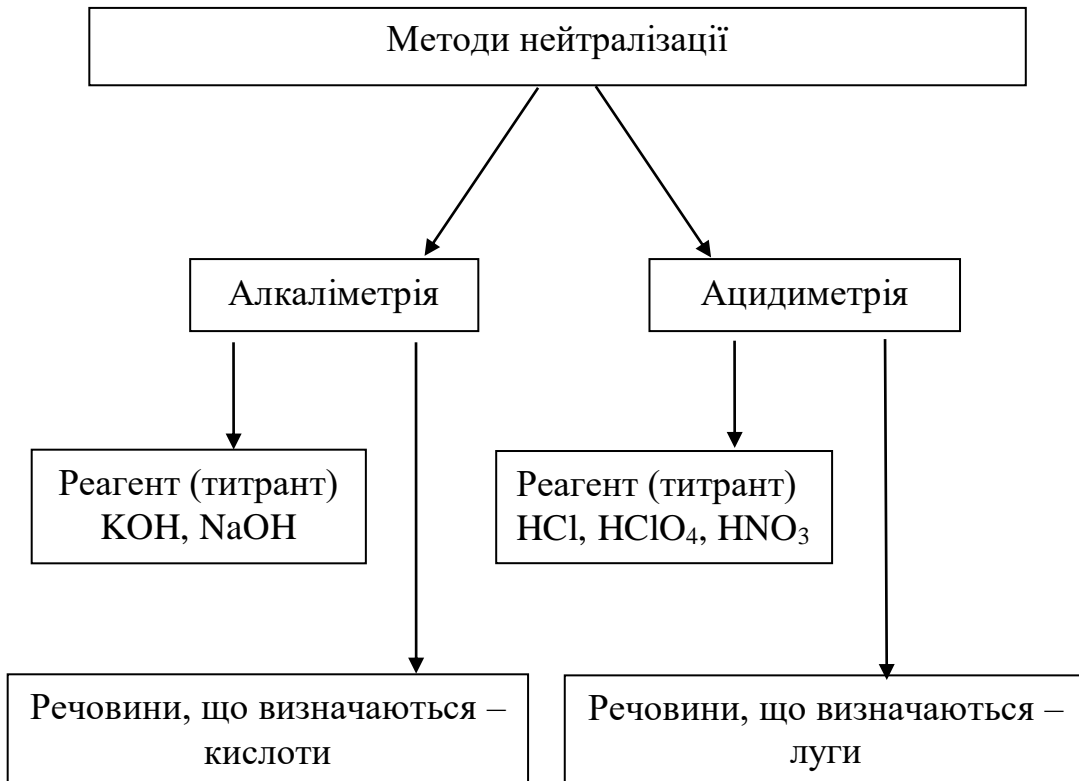 Методи нейтралізації
Алкаліметрія
Ацидиметрія
Реагент (титрант)
KOH, NaOH
Реагент (титрант)
HCl, HClO₄, HNO₃
Речовини, що визначаються –
кислоти
Речовини, що визначаються –
луги